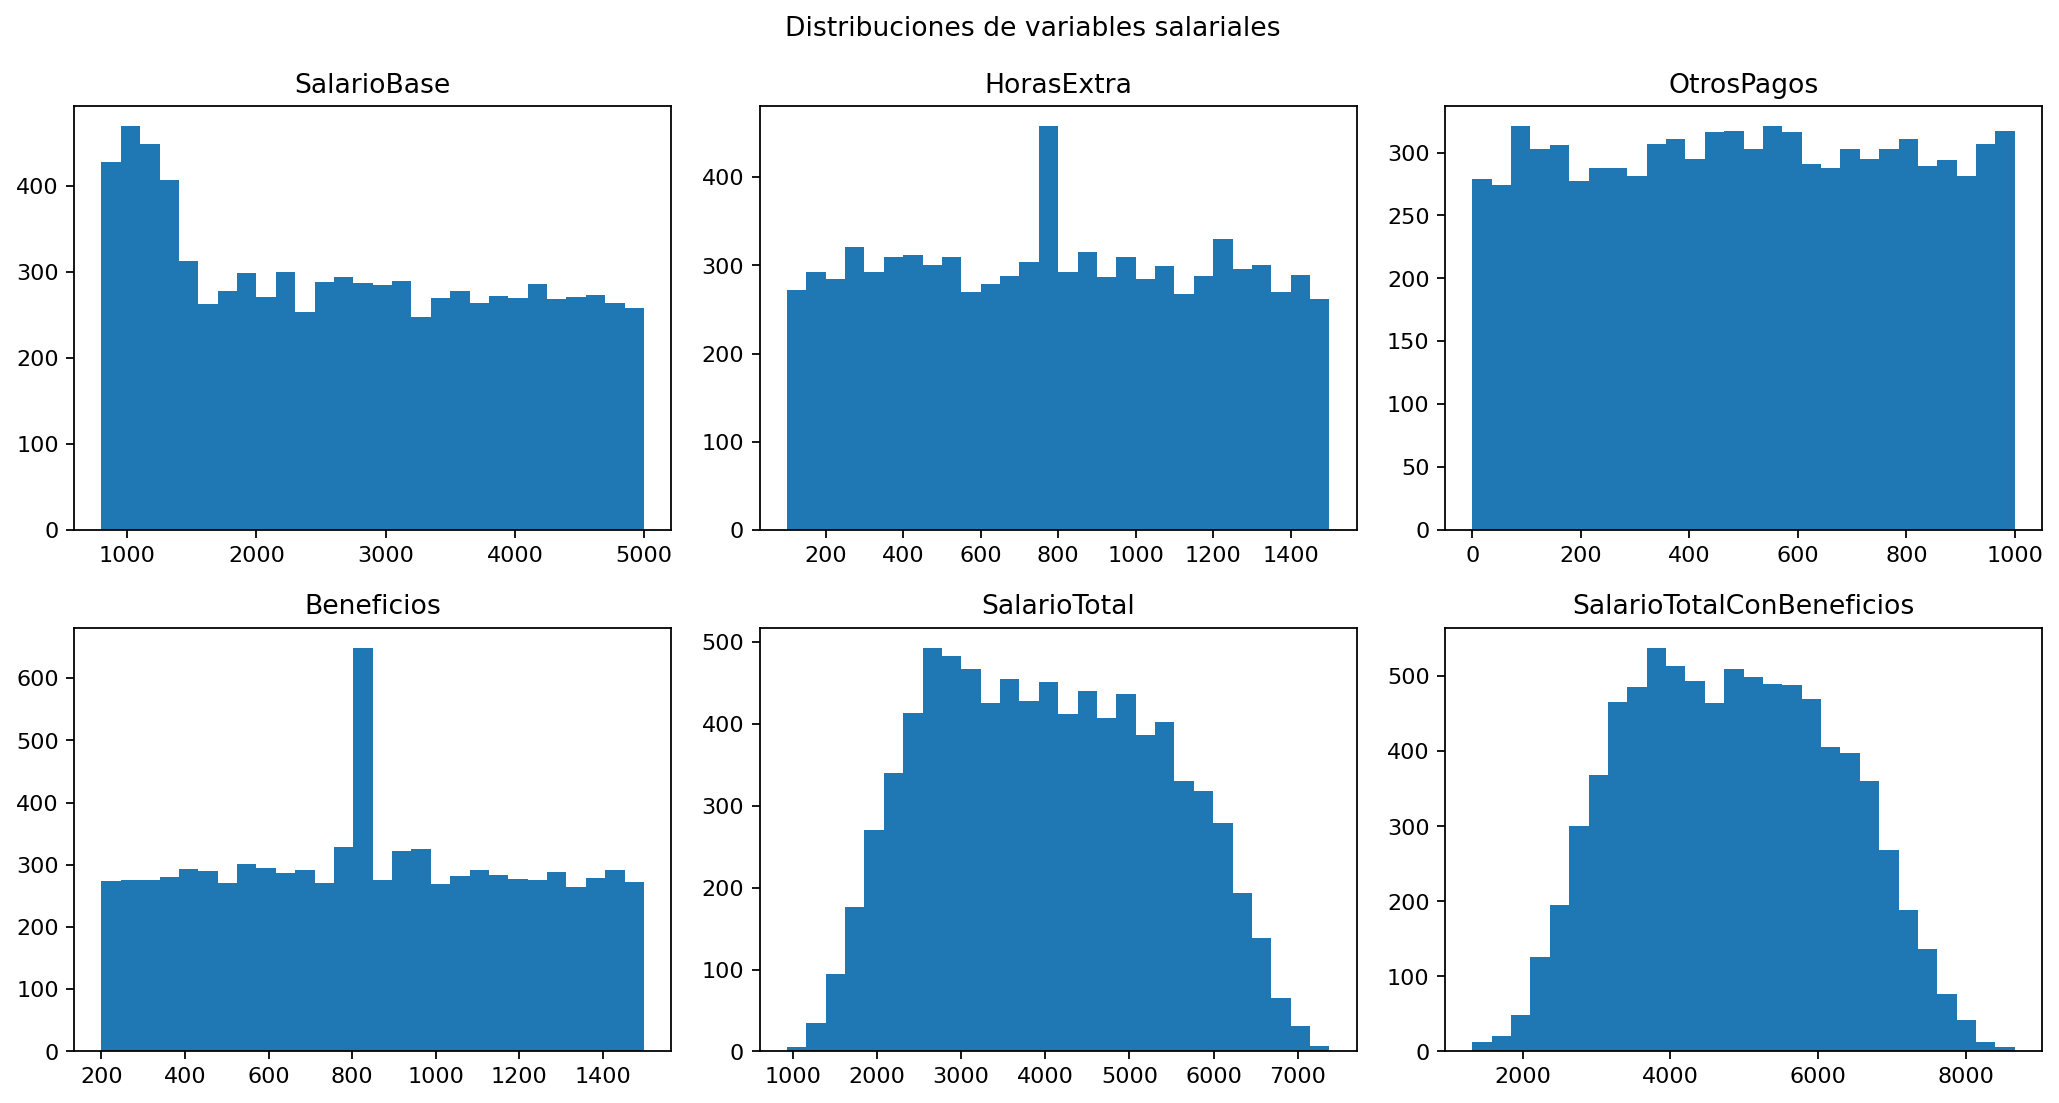 Distribuciones de variables salariales
SalarioBase
400
300
200
100
0
1000 2000 3000 4000 5000
HorasExtra
400
300
200
100
0
200 400 600 800 1000 1200 1400
OtrosPagos
300
250
200
150
100
50
0
0 200 400 600 800 1000
Beneficios
600
500
400
300
200
100
0
200 400 600 800 1000 1200 1400
SalarioTotal
500
400
300
200
100
0
1000 2000 3000 4000 5000 6000 7000
SalarioTotalConBeneficios
500
400
300
200
100
0
2000 4000 6000 8000